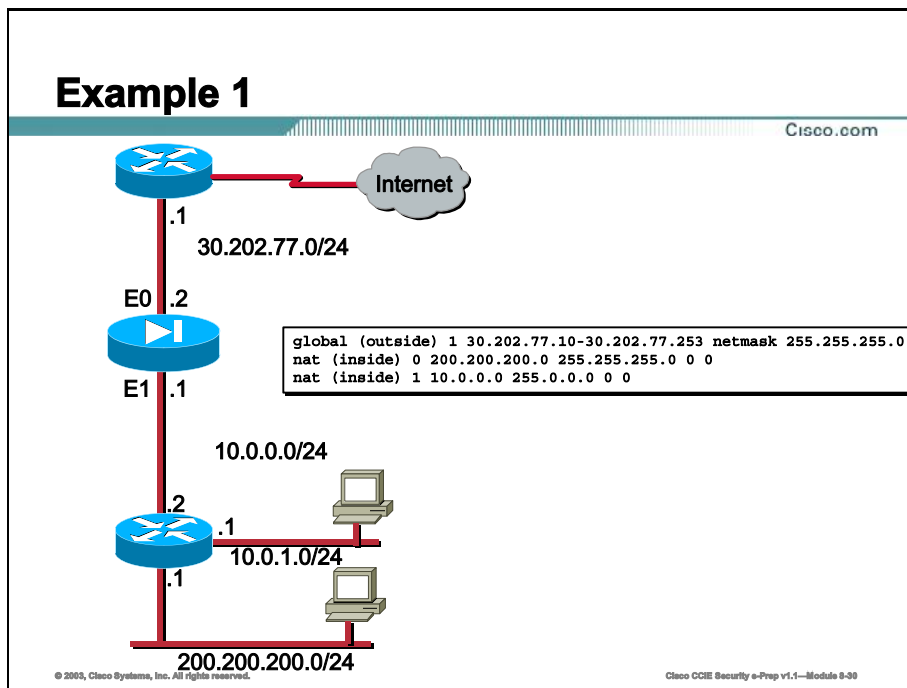 Example 1
Cisco.com
Internet
.1
30.202.77.0/24
E0 .2
global (outside) 1 30.202.77.10-30.202.77.253 netmask 255.255.255.0
nat (inside) 0 200.200.200.0 255.255.255.0 0 0
nat (inside) 1 10.0.0.0 255.0.0.0 0 0
E1 .1
10.0.0.0/24
.2
.1
10.0.1.0/24
.1
200.200.200.0/24
© 2003, Cisco Systems, Inc. All rights reserved.
Cisco CCIE Security e-Prep v1.1—Module 8-30